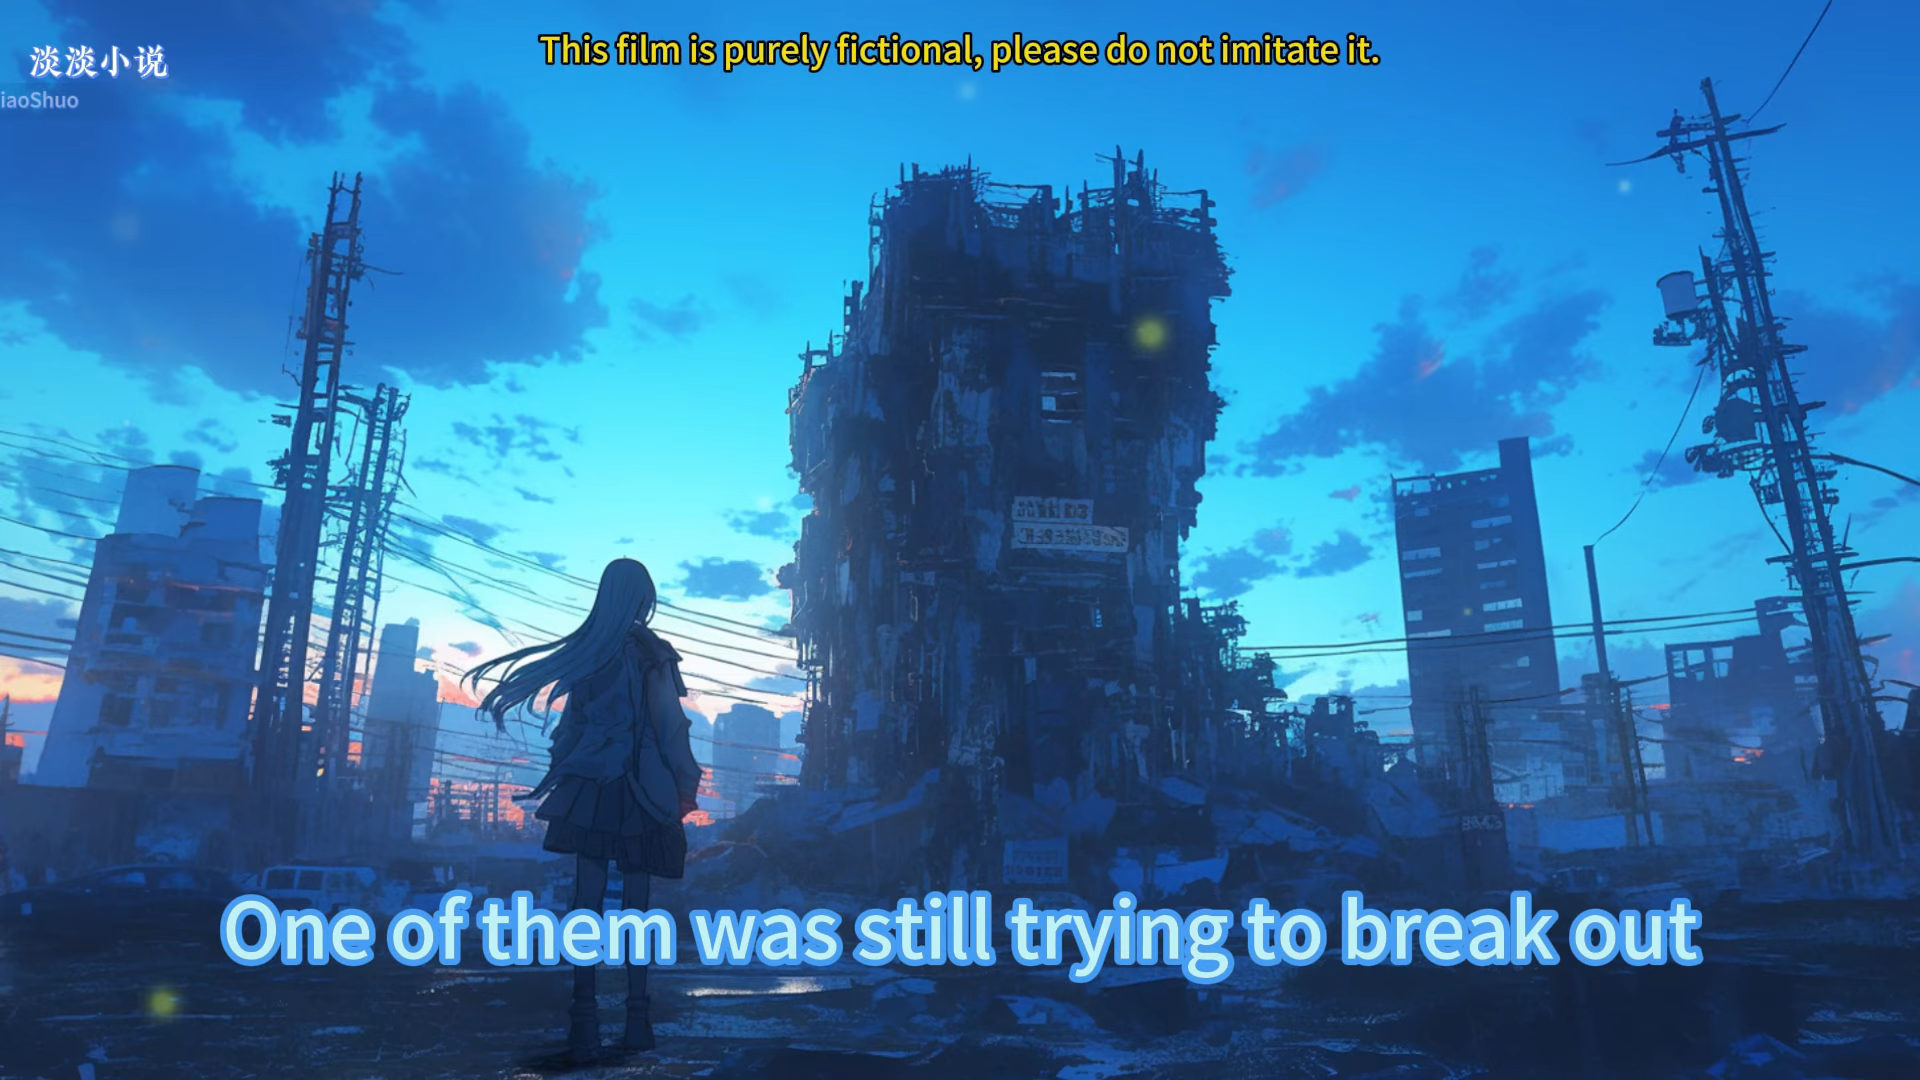 This film is purely fictional, please do not imitate it.
淡淡小说
iaoShuo
One of them was still trying to break out